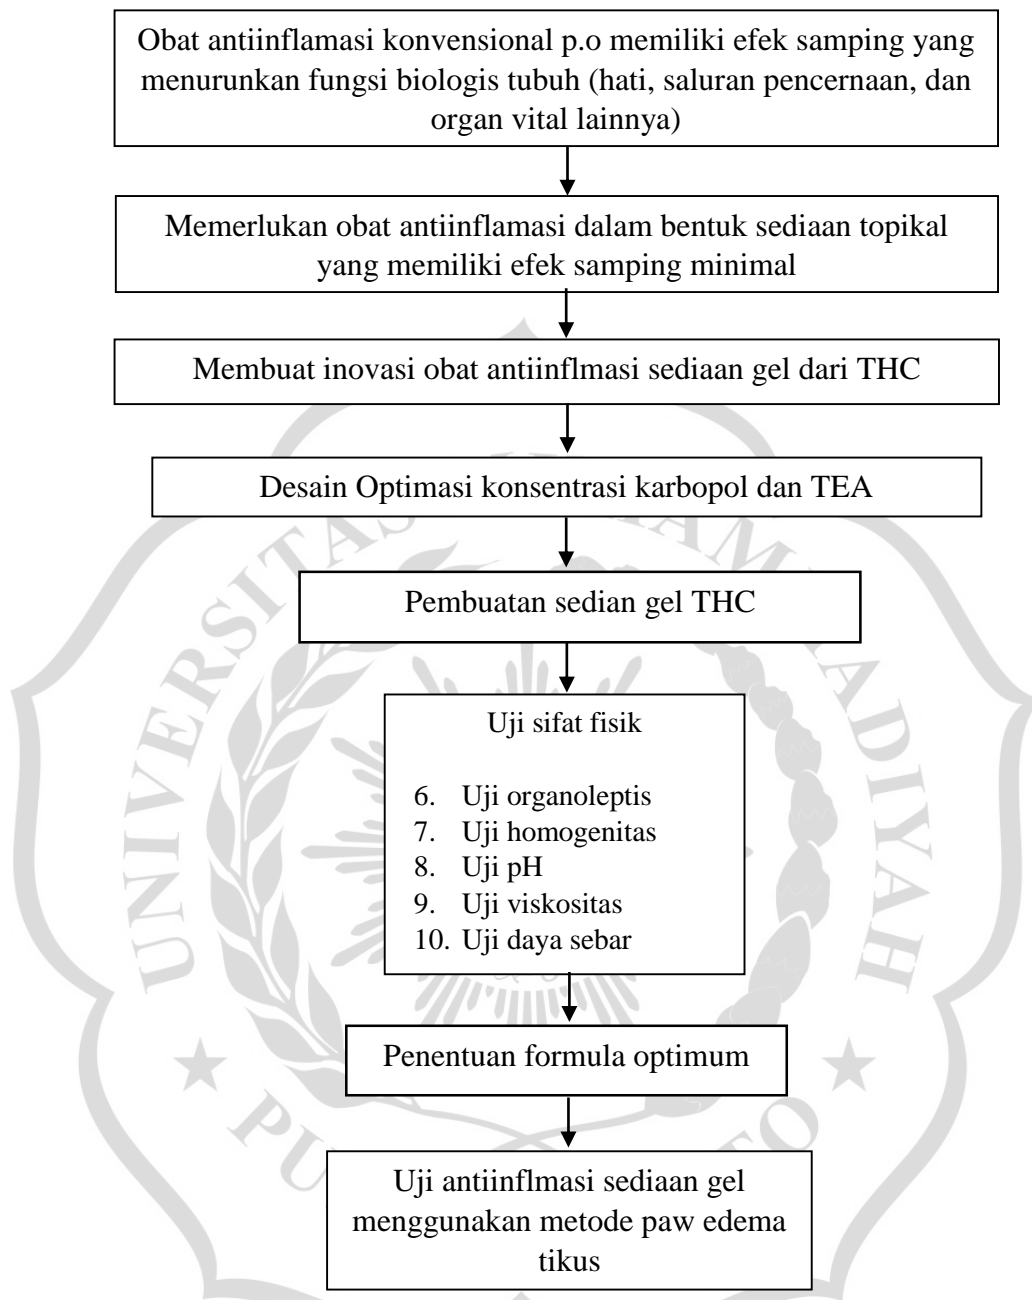 Obat antiinflamasi konvensional p.o memiliki efek samping yang
menurunkan fungsi biologis tubuh (hati, saluran pencernaan, dan
organ vital lainnya)
Memerlukan obat antiinflamasi dalam bentuk sediaan topikal
yang memiliki efek samping minimal
Membuat inovasi obat antiinflmasi sediaan gel dari THC
Desain Optimasi konsentrasi karbopol dan TEA
Pembuatan sedian gel THC
Uji sifat fisik
6. Uji organoleptis
7. Uji homogenitas
8. Uji pH
9. Uji viskositas
10. Uji daya sebar
Penentuan formula optimum
Uji antiinflmasi sediaan gel
menggunakan metode paw edema
tikus